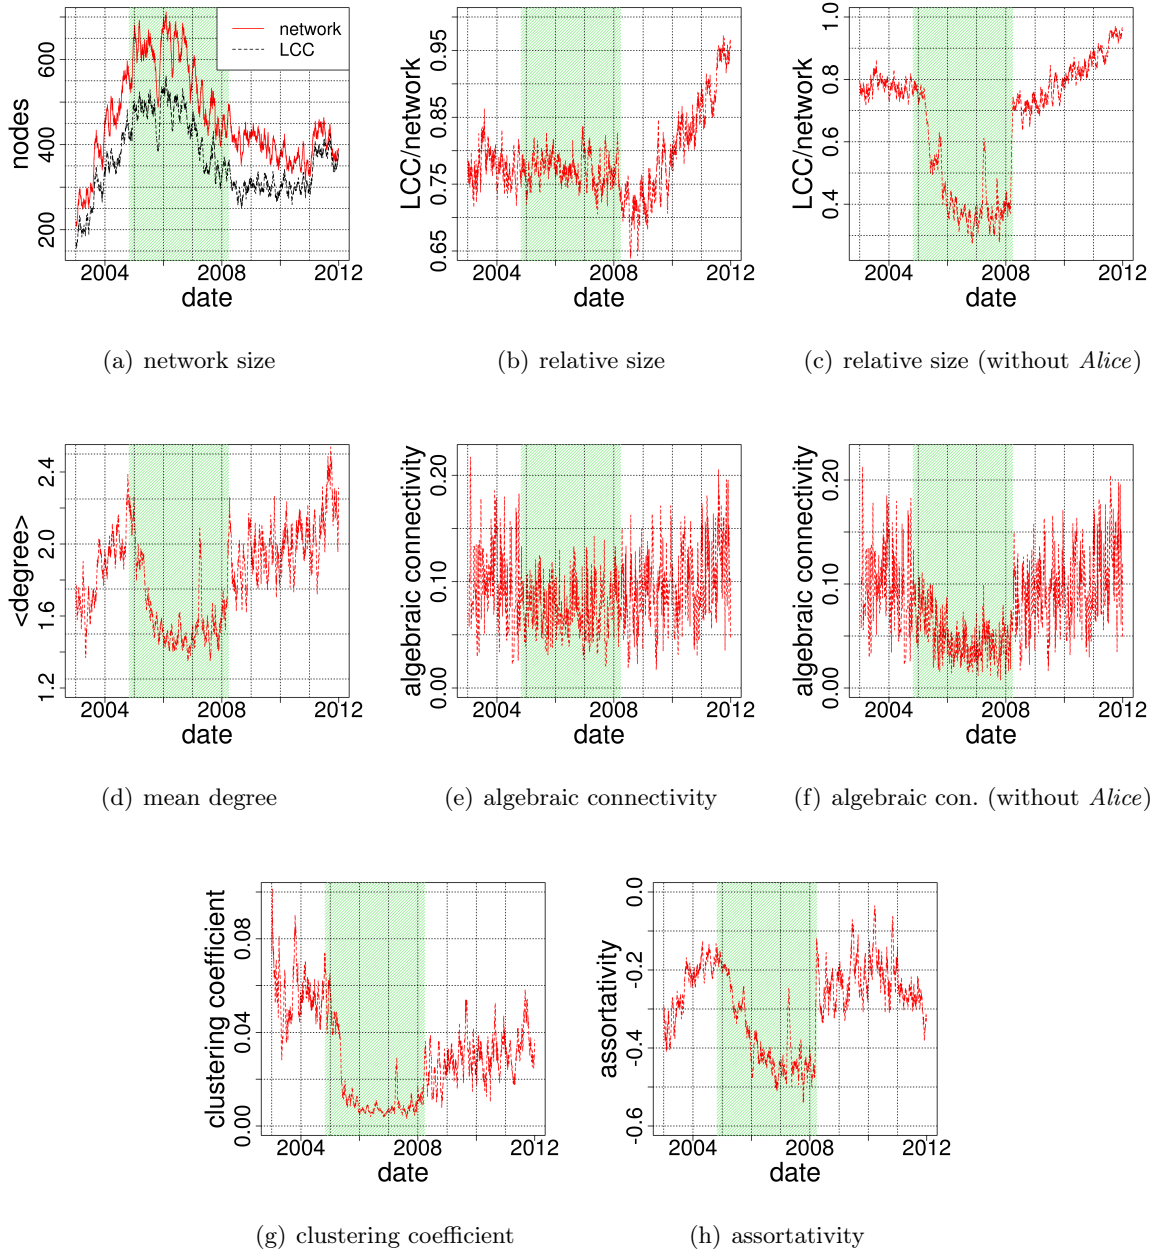 network
LCC
nodes
200
400
600
2004
2008
2012
date
(a) network size
LCC/network
0.65
0.75
0.85
0.95
2004
2008
2012
date
(b) relative size
LCC/network
0.4
0.6
0.8
1.0
2004
2008
2012
date
(c) relative size (without Alice)
<degree>
1.2
1.6
2.0
2.4
2004
2008
2012
date
(d) mean degree
algebraic connectivity
0.00
0.10
0.20
2004
2008
2012
date
(e) algebraic connectivity
algebraic connectivity
0.00
0.10
0.20
2004
2008
2012
date
(f) algebraic con. (without Alice)
clustering coefficient
0.00
0.04
0.08
2004
2008
2012
date
(g) clustering coefficient
assortativity
-0.6
-0.4
-0.2
0.0
2004
2008
2012
date
(h) assortativity